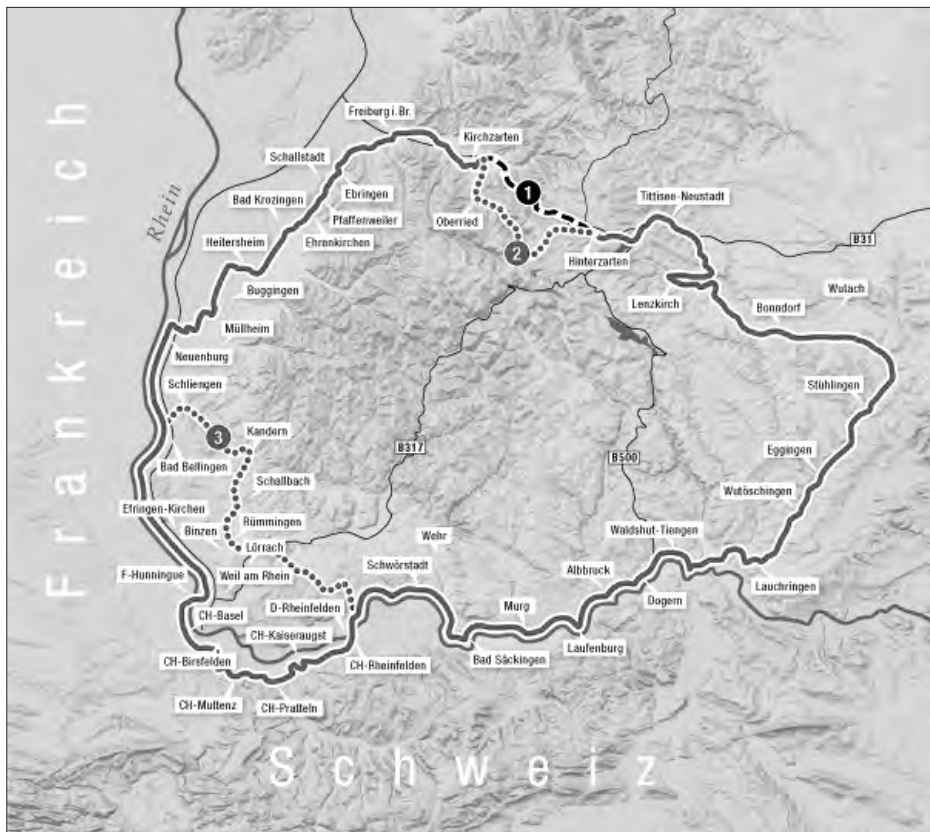 Freiburg i. Br.
Kirchzarten
Schallstadt
1
Ebringen
Tittisee-Neustadt
Bad Krozingen
Pfaffenweiler
Oberried
Rhein
B31
Heitersheim
Ehrenkirchen
2
Hinterzarten
Buggingen
Lenzkirch
Wutach
Bonndorf
Müllheim
Neuenburg
Frankreich
Schliengen
Stühlingen
3
Kandern
B317
Eggingen
B500
Bad Bellingen
Schallbach
Wutöschingen
Efringen-Kirchen
Rümmingen
Binzen
Waldshut-Tiengen
Wehr
Lörrach
Schwörstadt
Albbruck
F-Hunningue
Weil am Rhein
Lauchringen
Dogern
D-Rheinfelden
Murg
CH-Basel
CH-Kaiseraugst
Laufenburg
CH-Birsfelden
CH-Rheinfelden
Bad Säckingen
CH-Muttenz
CH-Pratteln
Schweiz